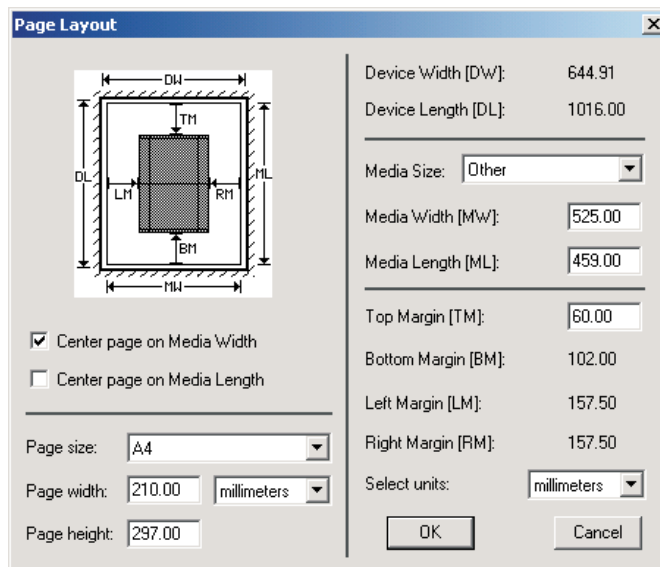 Page Layout
DW
TM
DL
ML
LM
RM
BM
MW
Center page on Media Width
Center page on Media Length
Page size: A4
Page width: 210.00 millimeters
Page height: 297.00
Device Width [DW]: 644.91
Device Length [DL]: 1016.00
Media Size: Other
Media Width [MW]: 525.00
Media Length [ML]: 459.00
Top Margin [TM]: 60.00
Bottom Margin [BM]: 102.00
Left Margin [LM]: 157.50
Right Margin [RM]: 157.50
Select units: millimeters
OK Cancel